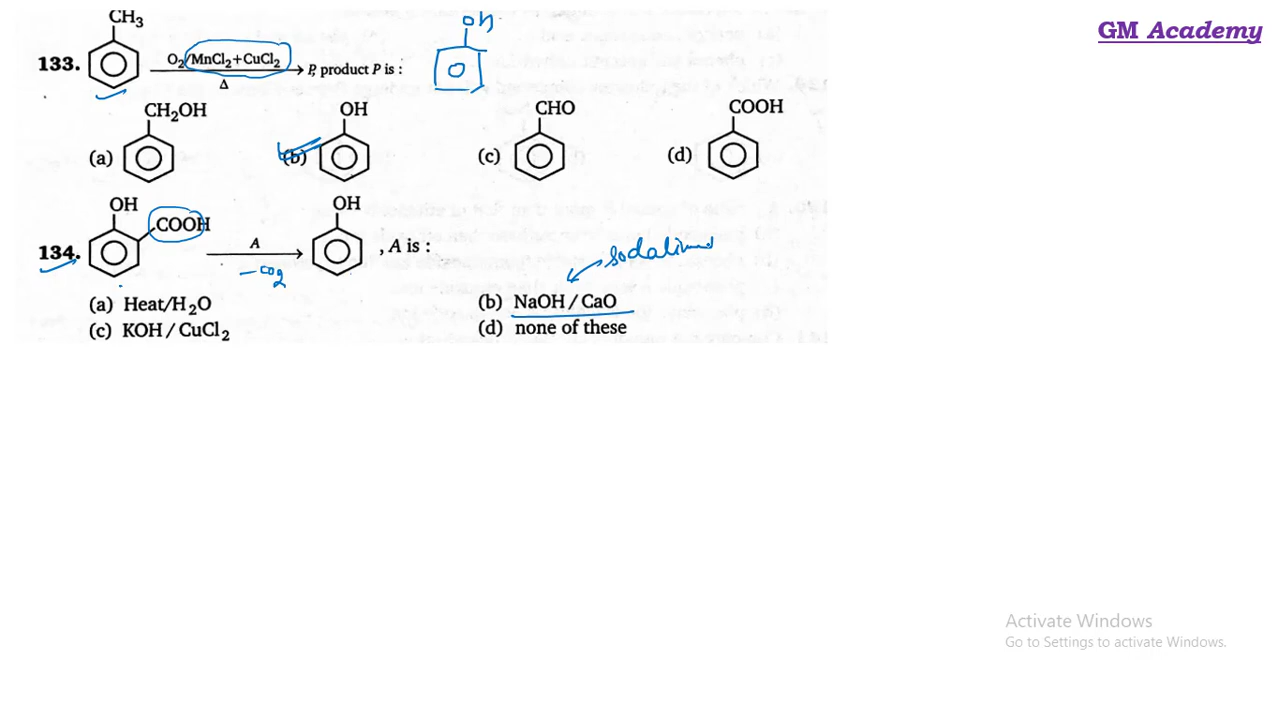 GM Academy
CH₃
133. O₂/MnCl₂+CuCl₂ Δ P, product P is :
OH
(a) CH₂OH (b) OH (c) CHO (d) COOH
134. OH COOH A –CO₂ OH , A is :
sodalime
(a) Heat/H₂O (b) NaOH/CaO
(c) KOH/CuCl₂ (d) none of these
Activate Windows
Go to Settings to activate Windows.